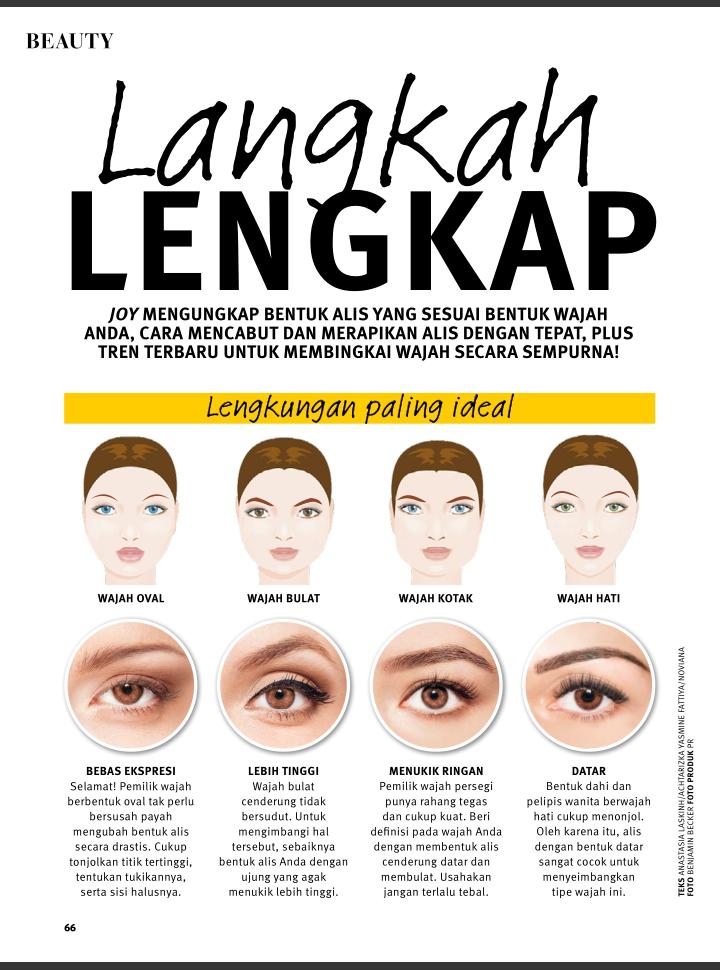 BEAUTY
Langkah
LENGKAP
JOY MENGUNGKAP BENTUK ALIS YANG SESUAI BENTUK WAJAH
ANDA, CARA MENCABUT DAN MERAPIKAN ALIS DENGAN TEPAT, PLUS
TREN TERBARU UNTUK MEMBINGKAI WAJAH SECARA SEMPURNA!
Lengkungan paling ideal
WAJAH OVAL
BEBAS EKSPRESI
Selamat! Pemilik wajah
berbentuk oval tak perlu
bersusah payah
mengubah bentuk alis
secara drastis. Cukup
tonjolkan titik tertinggi,
tentukan tukikannya,
serta sisi halusnya.
WAJAH BULAT
LEBIH TINGGI
Wajah bulat
cenderung tidak
bersudut. Untuk
mengimbangi hal
tersebut, sebaiknya
bentuk alis Anda dengan
ujung yang agak
menukik lebih tinggi.
WAJAH KOTAK
MENUKIK RINGAN
Pemilik wajah persegi
punya rahang tegas
dan cukup kuat. Beri
definisi pada wajah Anda
dengan membentuk alis
cenderung datar dan
membulat. Usahakan
jangan terlalu tebal.
WAJAH HATI
DATAR
Bentuk dahi dan
pelipis wanita berwajah
hati cukup menonjol.
Oleh karena itu, alis
dengan bentuk datar
sangat cocok untuk
menyeimbangkan
tipe wajah ini.
TEKS ANASTASIA LASKINH/ACHTARIZKA YASMINE FATTIYA/NOVIANA
FOTO BENJAMIN BECKER FOTO PRODUK PR
66